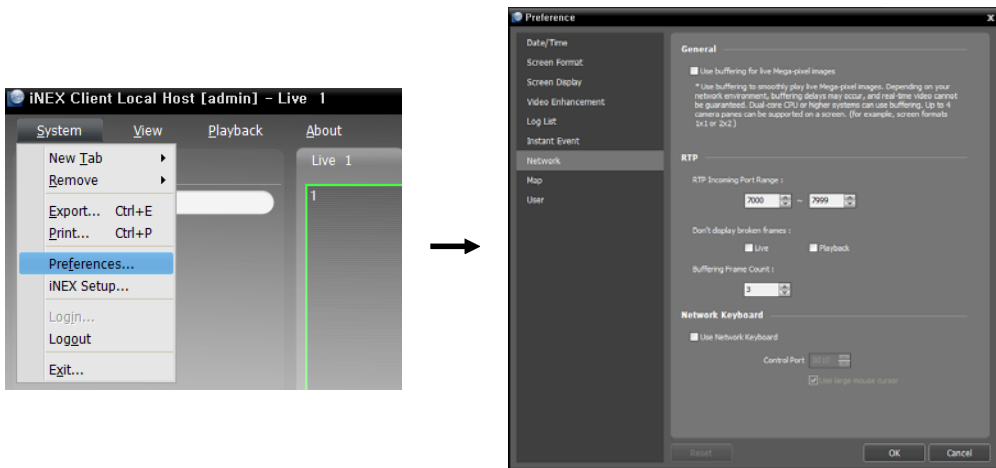 iNEX Client Local Host [admin] – Live 1
System View Playback About
New Tab
Remove
Export... Ctrl+E
Print... Ctrl+P
Preferences...
iNEX Setup...
Login...
Logout
Exit...
Live 1
1
Preference
x
Date/Time
Screen Format
Screen Display
Video Enhancement
Log List
Instant Event
Network
Map
User
General
Use buffering for live Mega-pixel images
* Use buffering to smoothly play live Mega-pixel images. Depending on your
network environment, buffering delays may occur, and real-time video cannot
be guaranteed. Dual-core CPU or higher systems can use buffering. Up to 4
camera panes can be supported on a screen. (for example, screen formats
1x1 or 2x2)
RTP
RTP Incoming Port Range :
7000 ~ 7999
Don't display broken frames :
Live Playback
Buffering Frame Count :
3
Network Keyboard
Use Network Keyboard
Control Port
Use large mouse cursor
Reset OK Cancel